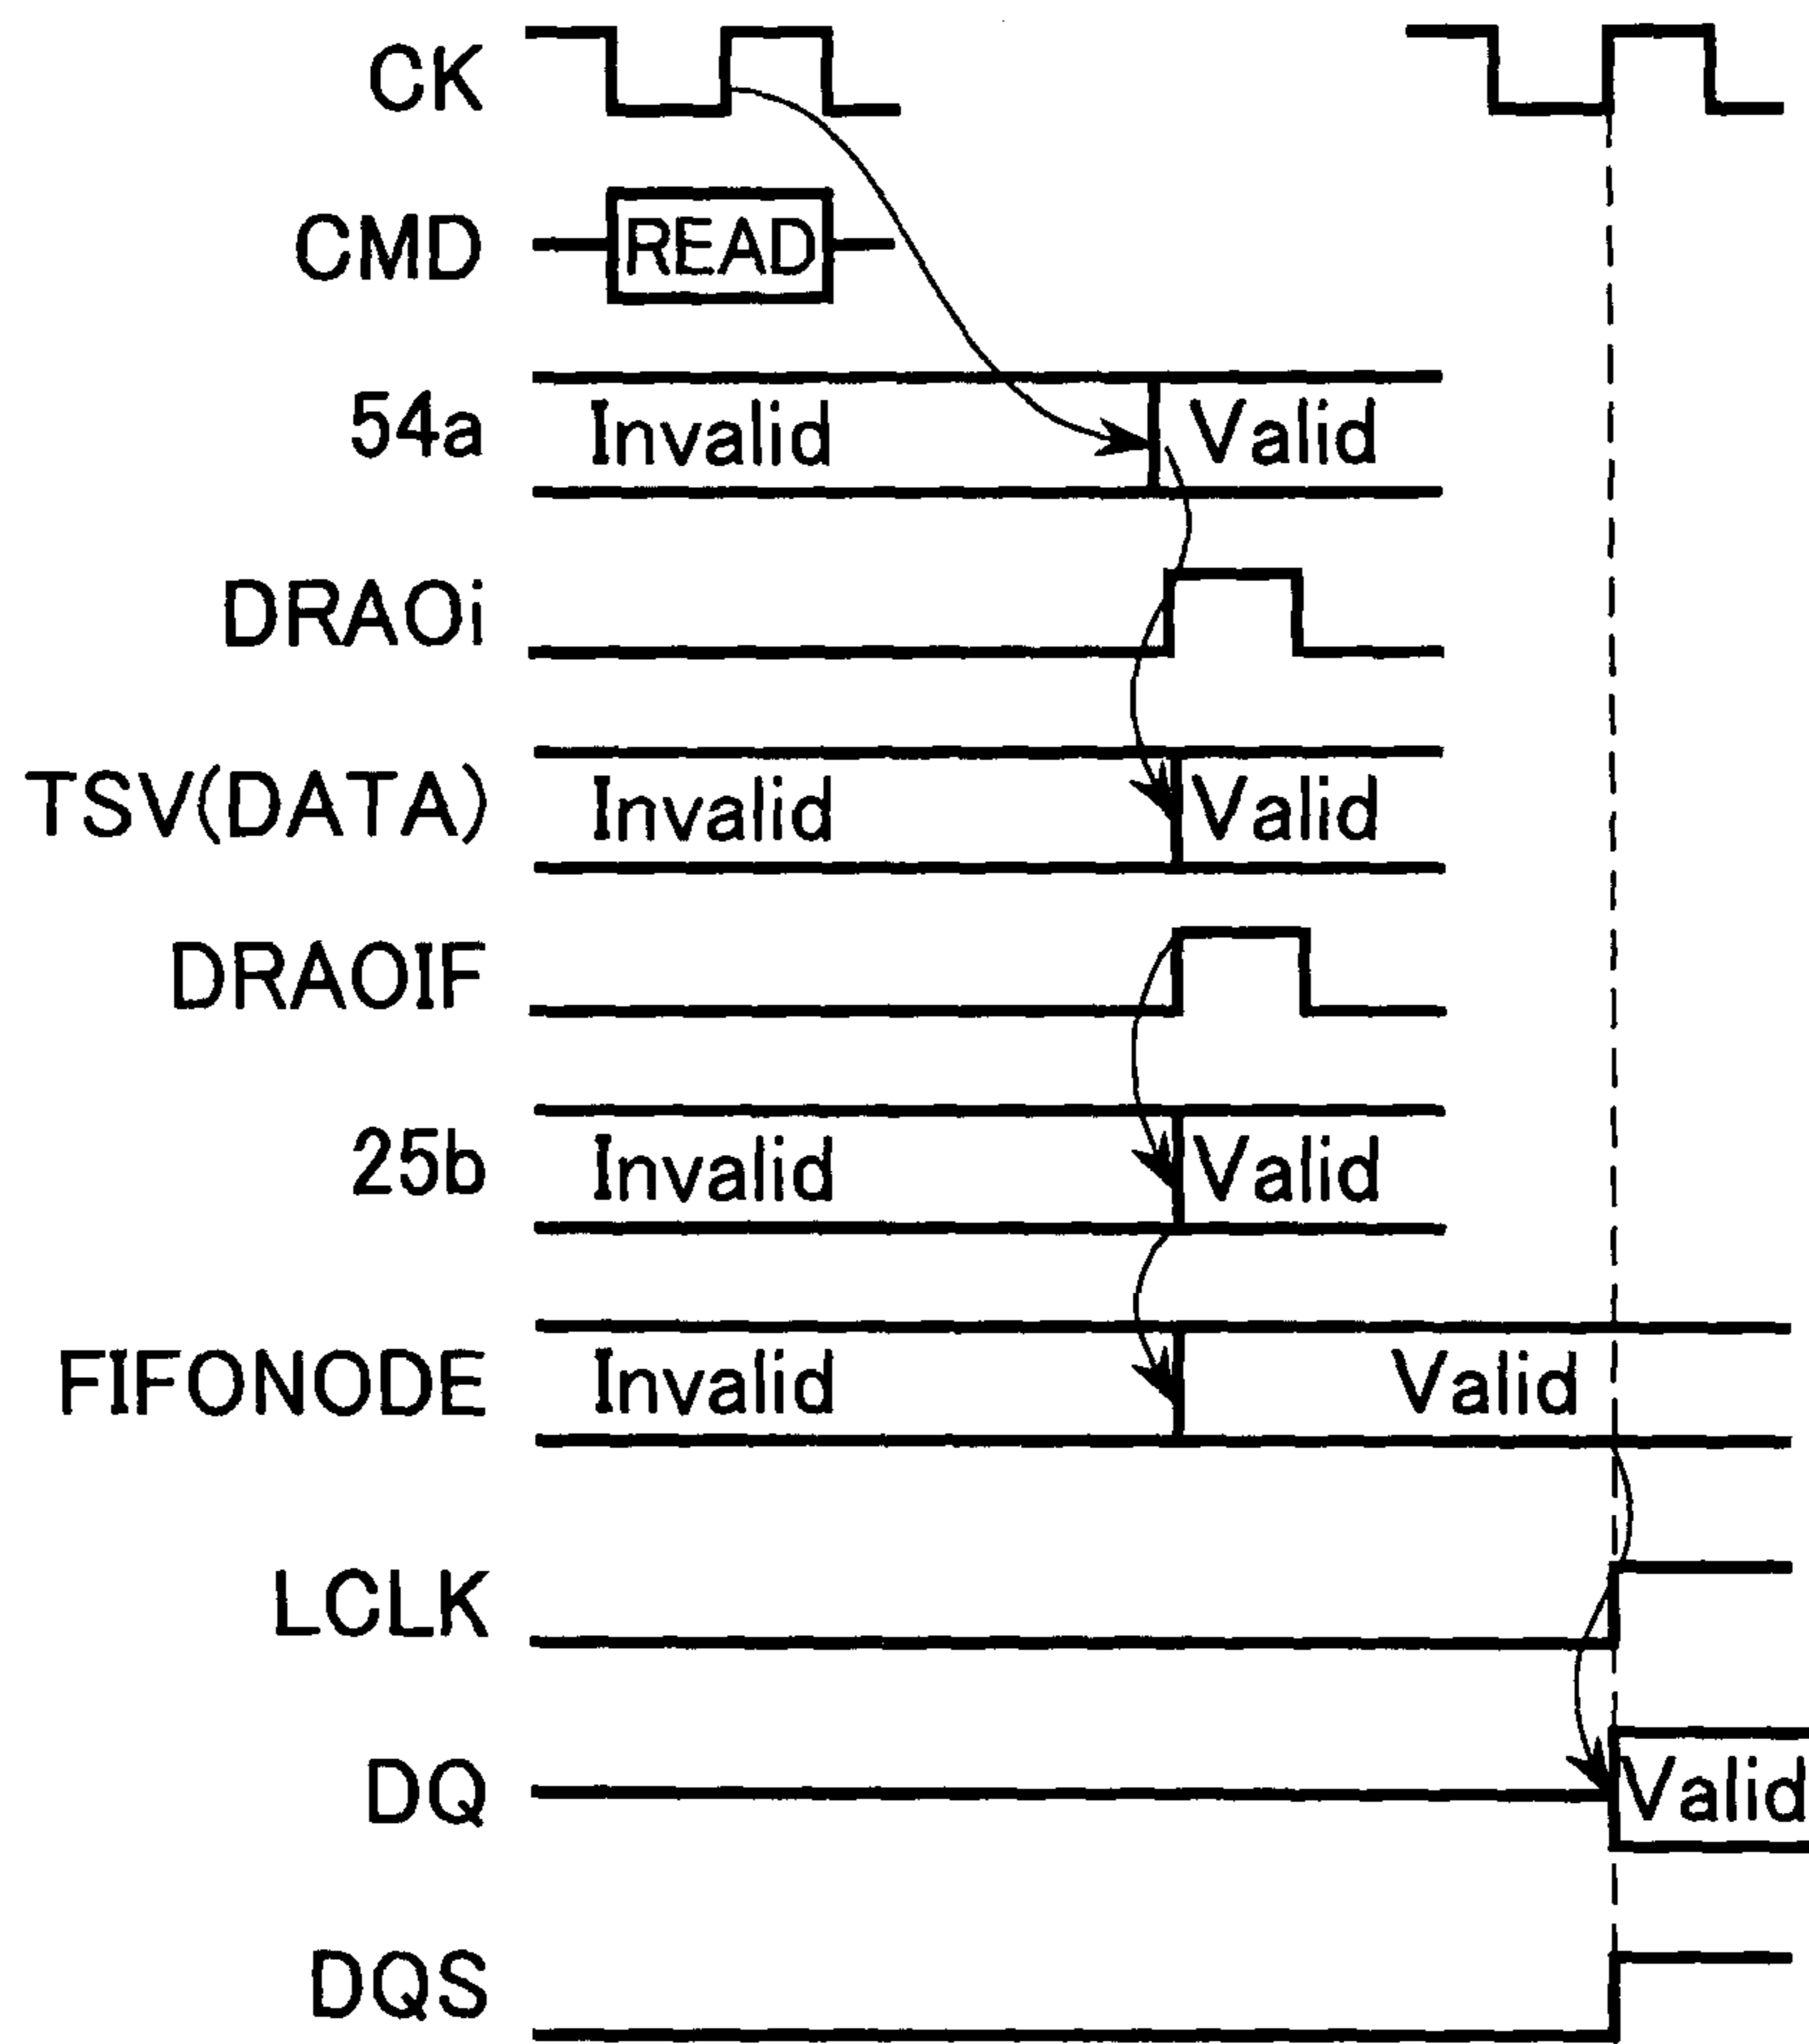 CK
CMD READ
54a Invalid Valid
DRAOi
TSV(DATA) Invalid Valid
DRAOIF
25b Invalid Valid
FIFONODE Invalid Valid
LCLK
DQ Valid
DQS